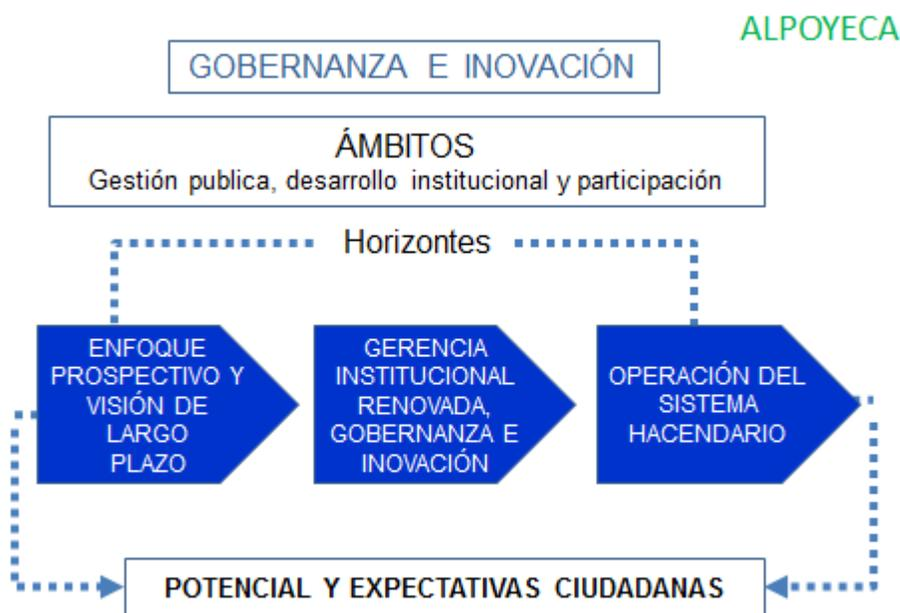 ALPOYECA
GOBERNANZA E INOVACIÓN
ÁMBITOS
Gestión publica, desarrollo institucional y participación
Horizontes
ENFOQUE
PROSPECTIVO Y
VISIÓN DE
LARGO
PLAZO
GERENCIA
INSTITUCIONAL
RENOVADA,
GOBERNANZA E
INOVACIÓN
OPERACIÓN DEL
SISTEMA
HACENDARIO
POTENCIAL Y EXPECTATIVAS CIUDADANAS